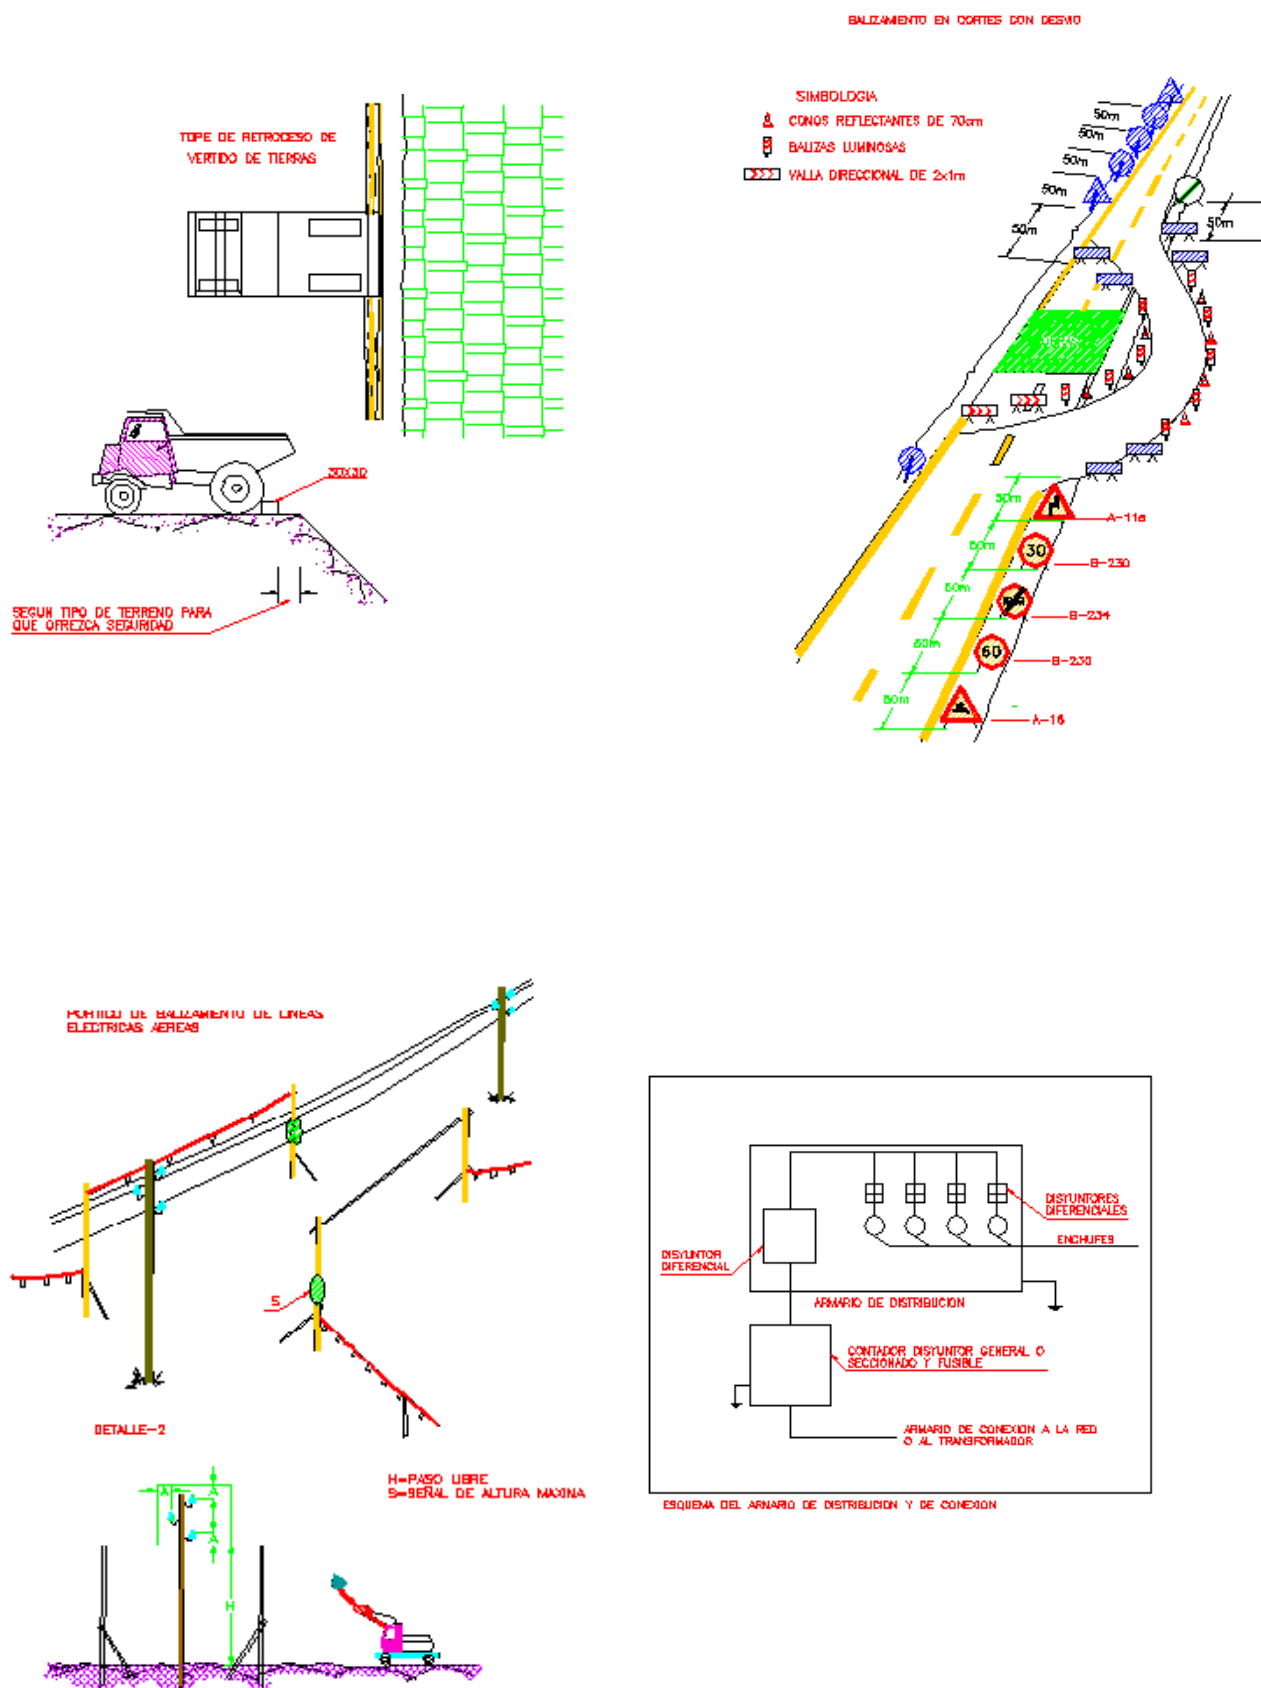 BALIZAMIENTO EN CORTES CON DESVIO
SIMBOLOGIA
CONOS REFLECTANTES DE 70cm
BALIZAS LUMINOSAS
VALLA DIRECCIONAL DE 2x1m
TOPE DE RETROCESO DE
VERTIDO DE TIERRAS
50m
50m
50m
50m
50m
50m
30X30
SEGUN TIPO DE TERRENO PARA
QUE OFREZCA SEGURIDAD
50m
A-11a
50m
30
B-230
50m
B-234
50m
60
B-230
50m
A-16
PORTICO DE BALIZAMIENTO DE LINEAS
ELECTRICAS AEREAS
S
DETALLE-2
H=PASO LIBRE
S=SEÑAL DE ALTURA MAXINA
A
A
A
H
DISYUNTORES
DIFERENCIALES
ENCHUFES
DISYUNTOR
DIFERENCIAL
ARMARIO DE DISTRIBUCION
CONTADOR DISYUNTOR GENERAL O
SECCIONADO Y FUSIBLE
ARMARIO DE CONEXION A LA RED
O AL TRANSFORMADOR
ESQUEMA DEL ARMARIO DE DISTRIBUCION Y DE CONEXION